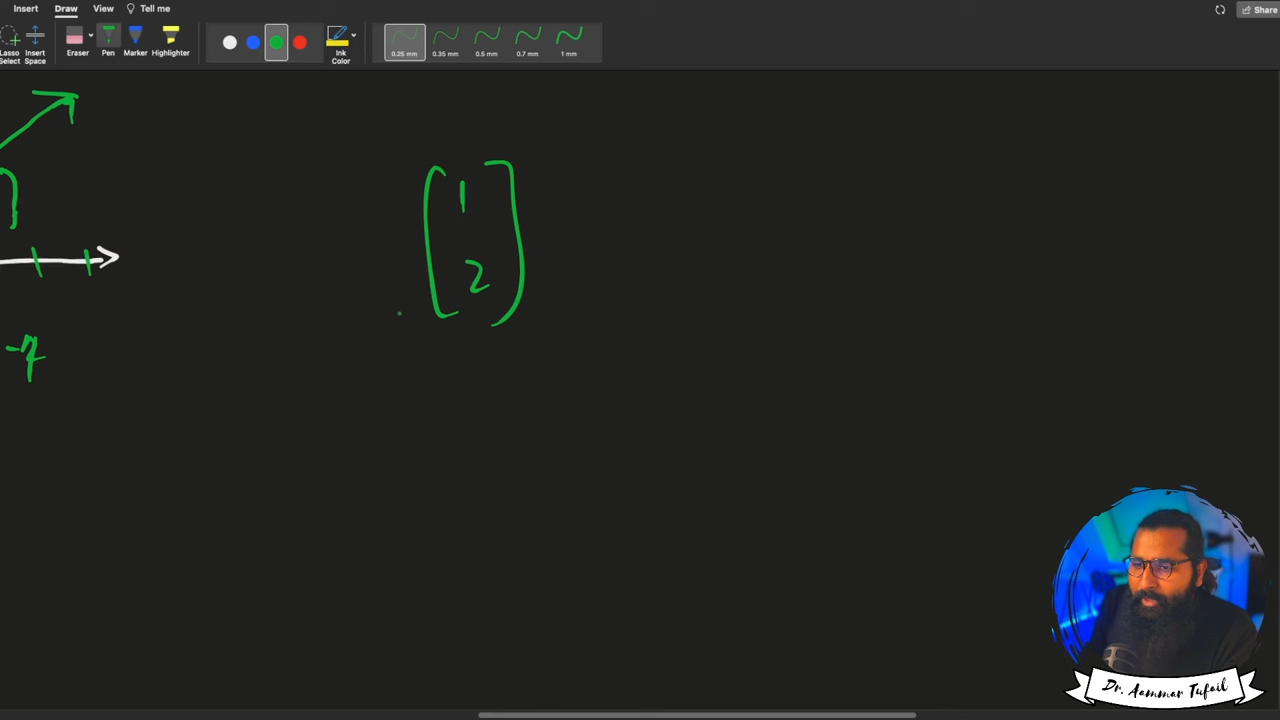 Insert Draw View Tell me
Share
Lasso Select Insert Space Eraser Pen Marker Highlighter Ink Color 0.25 mm 0.35 mm 0.5 mm 0.7 mm 1 mm
1
2
Dr. Aammar Tufail